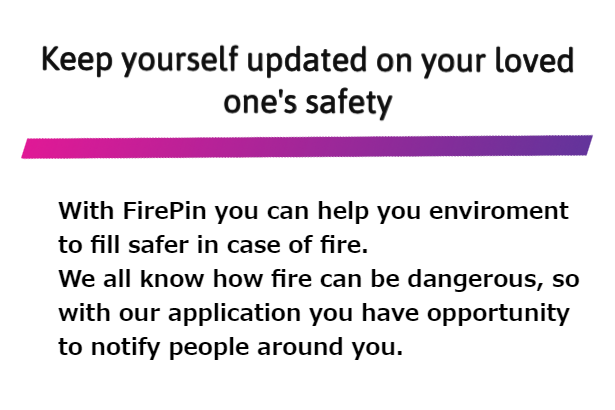 Keep yourself updated on your loved
one's safety
With FirePin you can help you enviroment
to fill safer in case of fire.
We all know how fire can be dangerous, so
with our application you have opportunity
to notify people around you.